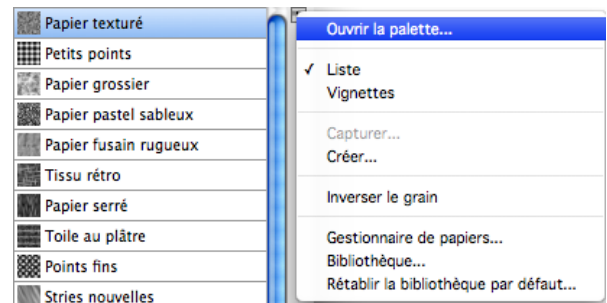 Papier texturé
Petits points
Papier grossier
Papier pastel sableux
Papier fusain rugueux
Tissu rétro
Papier serré
Toile au plâtre
Points fins
Stries nouvelles
Ouvrir la palette...
✓ Liste
Vignettes
Capturer...
Créer...
Inverser le grain
Gestionnaire de papiers...
Bibliothèque...
Rétablir la bibliothèque par défaut...